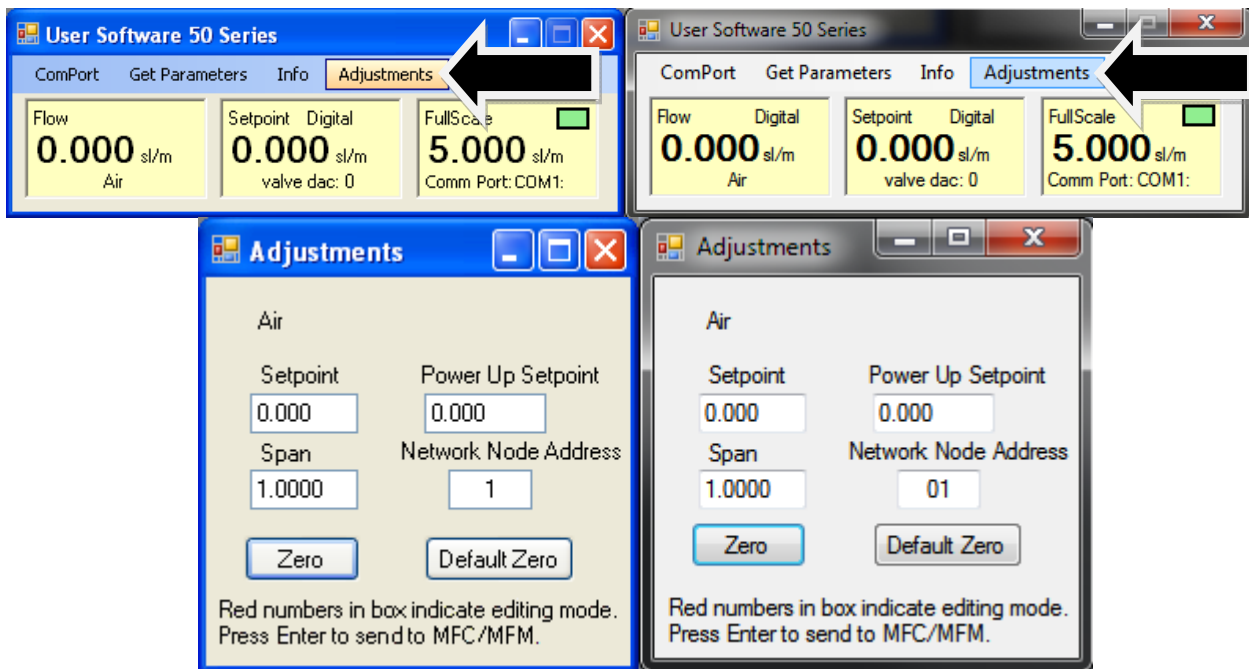 User Software 50 Series
ComPort Get Parameters Info Adjustments
Flow
0.000 sl/m
Air
Setpoint Digital
0.000 sl/m
valve dac: 0
FullScale
5.000 sl/m
Comm Port: COM1:
User Software 50 Series
ComPort Get Parameters Info Adjustments
Flow Digital
0.000 sl/m
Air
Setpoint Digital
0.000 sl/m
valve dac: 0
FullScale
5.000 sl/m
Comm Port: COM1:
Adjustments
Air
Setpoint Power Up Setpoint
0.000 0.000
Span Network Node Address
1.0000 1
Zero Default Zero
Red numbers in box indicate editing mode.
Press Enter to send to MFC/MFM.
Adjustments
Air
Setpoint Power Up Setpoint
0.000 0.000
Span Network Node Address
1.0000 01
Zero Default Zero
Red numbers in box indicate editing mode.
Press Enter to send to MFC/MFM.